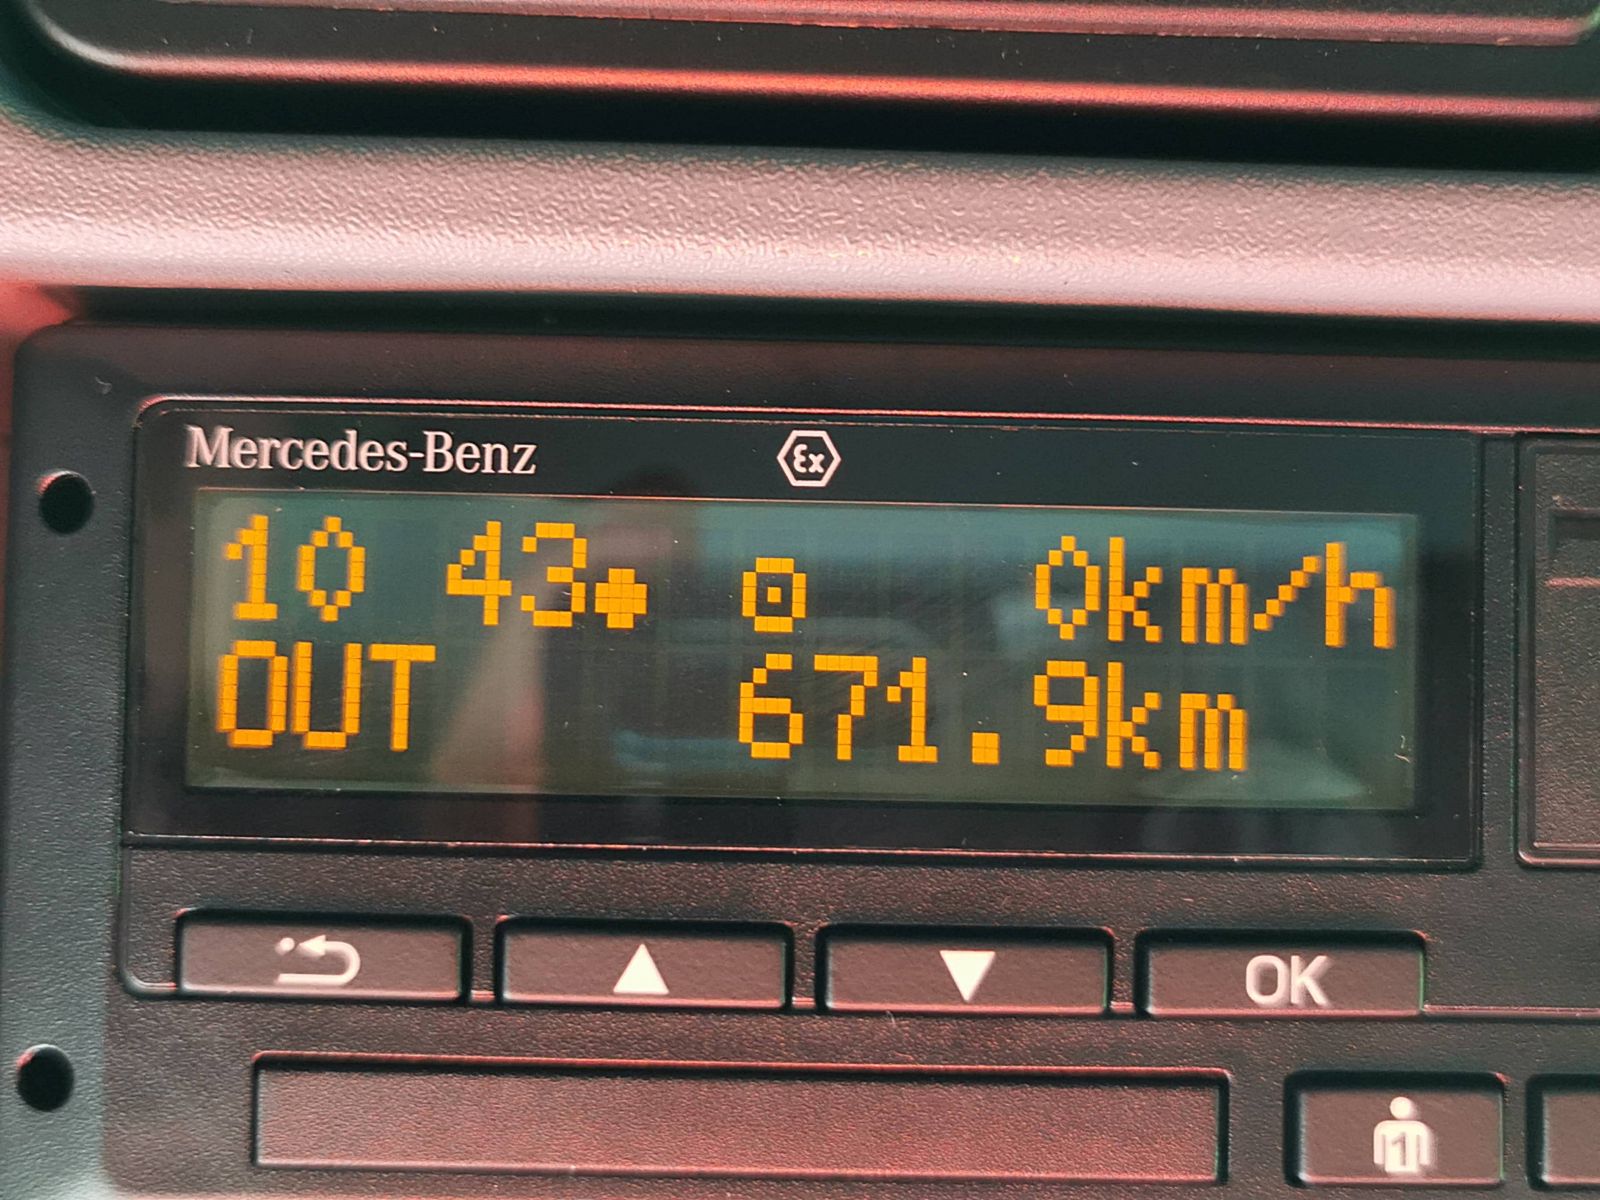 Mercedes-Benz
Ex
10 43● 0km/h
OUT 671.9km
OK
1